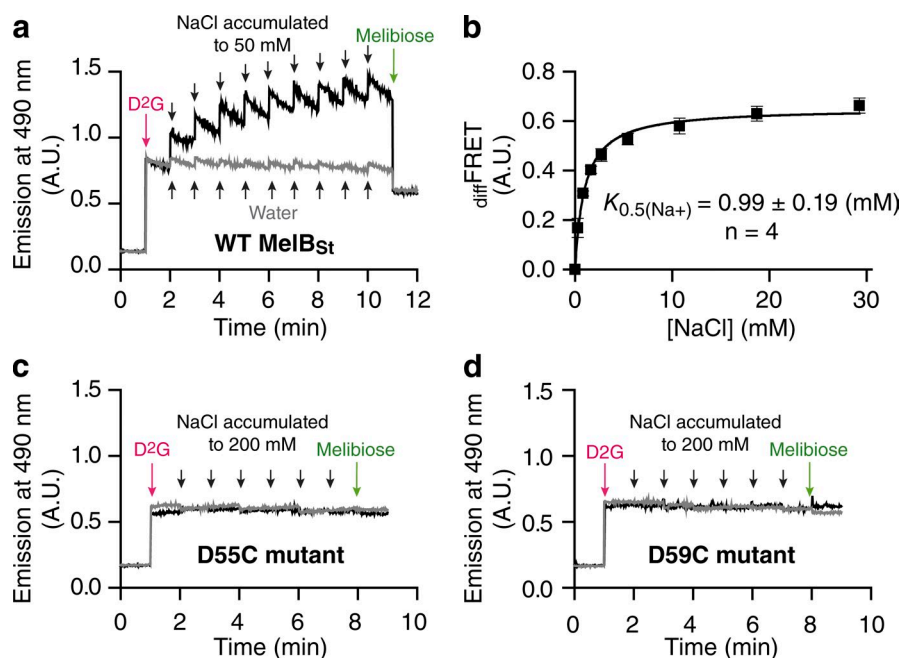 a
NaCl accumulated
to 50 mM
Melibiose
D²G
Emission at 490 nm
(A.U.)
1.5
1.0
0.5
0.0
Water
WT MelBSt
0 2 4 6 8 10 12
Time (min)
b
diffFRET
(A.U.)
0.8
0.6
0.4
0.2
0.0
K0.5(Na+) = 0.99 ± 0.19 (mM)
n = 4
0 10 20 30
[NaCl] (mM)
c
NaCl accumulated
to 200 mM
D²G
Melibiose
Emission at 490 nm
(A.U.)
1.5
1.0
0.5
0.0
D55C mutant
0 2 4 6 8 10
Time (min)
d
NaCl accumulated
to 200 mM
D2G
Melibiose
Emission at 490 nm
(A.U.)
1.5
1.0
0.5
0.0
D59C mutant
0 2 4 6 8 10
Time (min)